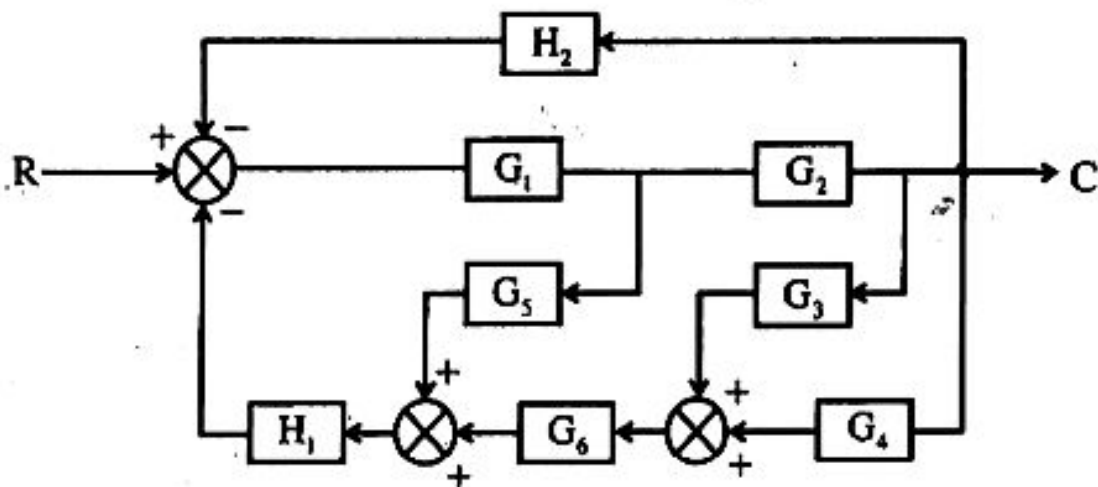 H₂
+ −
R G₁ G₂ C
−
G₅ G₃
+ +
H₁ G₆ G₄
+ +